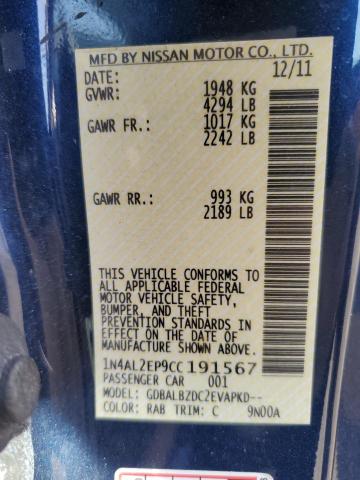 MFD BY NISSAN MOTOR CO., LTD.
DATE: 12/11
GVWR: 1948 KG
4294 LB
GAWR FR.: 1017 KG
2242 LB
GAWR RR.: 993 KG
2189 LB
THIS VEHICLE CONFORMS TO
ALL APPLICABLE FEDERAL
MOTOR VEHICLE SAFETY,
BUMPER, AND THEFT
PREVENTION STANDARDS IN
EFFECT ON THE DATE OF
MANUFACTURE SHOWN ABOVE.
1N4AL2EP9CC191567
PASSENGER CAR 001
MODEL: GDBALBZDC2EVAPKD--
COLOR: RAB TRIM: C 9N00A